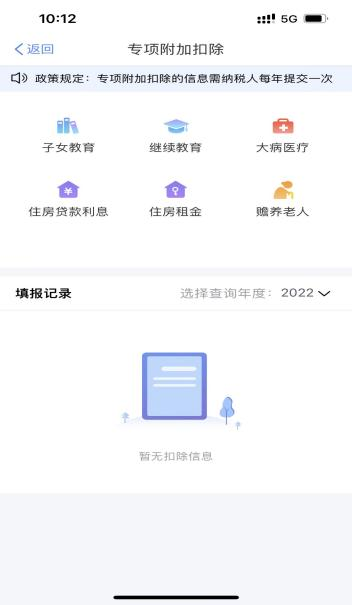 10:12
5G
返回
专项附加扣除
政策规定：专项附加扣除的信息需纳税人每年提交一次
子女教育
继续教育
大病医疗
¥
住房贷款利息
住房租金
赡养老人
填报记录
选择查询年度：2022
暂无扣除信息